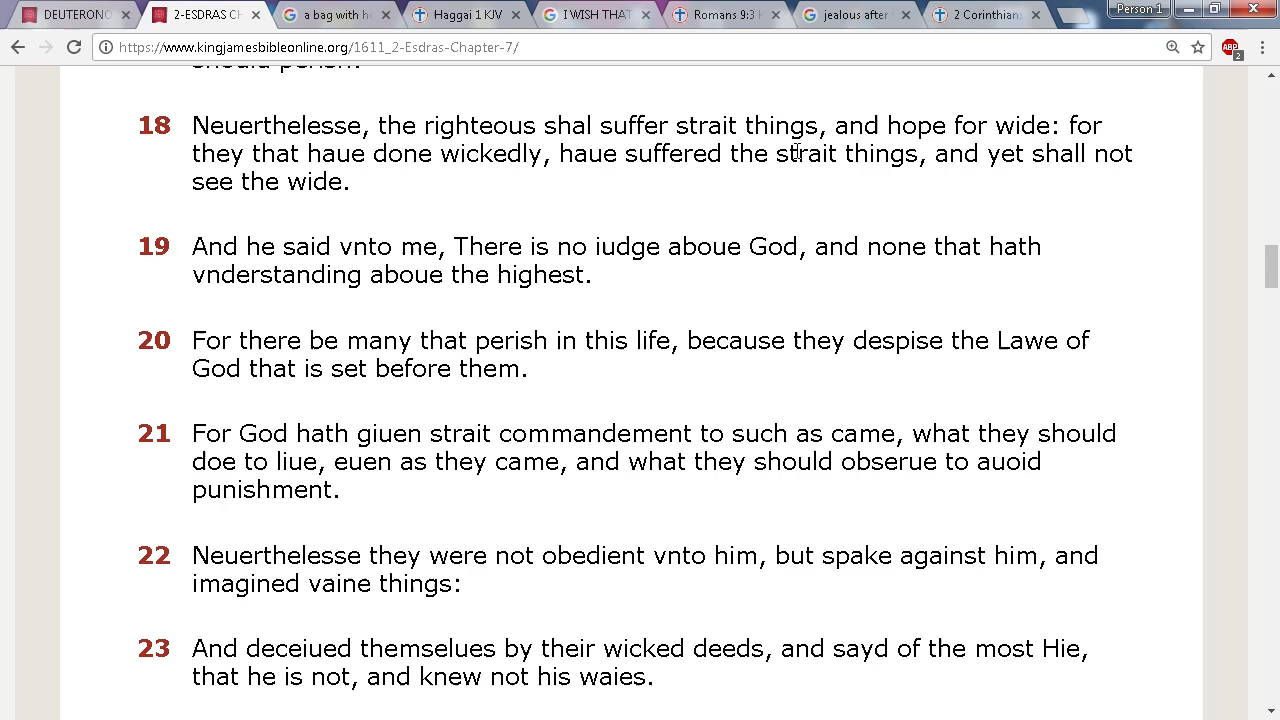 Person 1
DEUTERONO
2-ESDRAS CH
a bag with ho
Haggai 1 KJV
I WISH THAT
Romans 9:3 K
jealous after
2 Corinthians
https://www.kingjamesbibleonline.org/1611_2-Esdras-Chapter-7/
ABP
2
should perish.
18 Neuerthelesse, the righteous shal suffer strait things, and hope for wide: for
they that haue done wickedly, haue suffered the strait things, and yet shall not
see the wide.
19 And he said vnto me, There is no iudge aboue God, and none that hath
vnderstanding aboue the highest.
20 For there be many that perish in this life, because they despise the Lawe of
God that is set before them.
21 For God hath giuen strait commandement to such as came, what they should
doe to liue, euen as they came, and what they should obserue to auoid
punishment.
22 Neuerthelesse they were not obedient vnto him, but spake against him, and
imagined vaine things:
23 And deceiued themselues by their wicked deeds, and sayd of the most Hie,
that he is not, and knew not his waies.